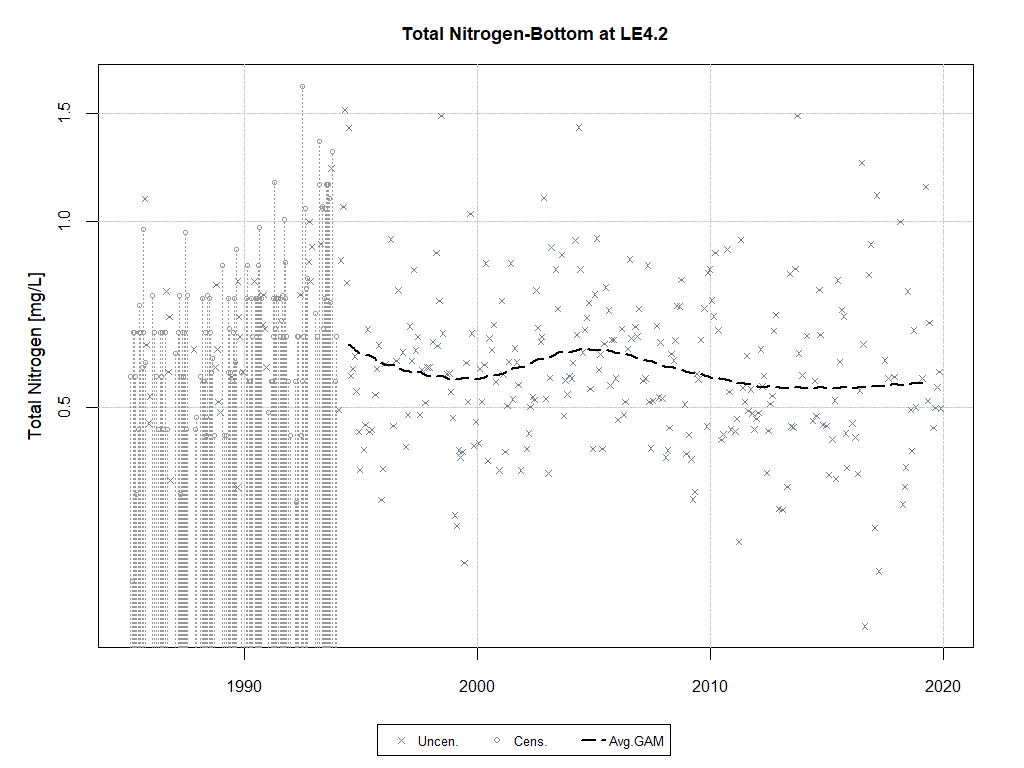 Total Nitrogen-Bottom at LE4.2
Total Nitrogen [mg/L]
1.5
1.0
0.5
1990 2000 2010 2020
Uncen. Cens. Avg.GAM